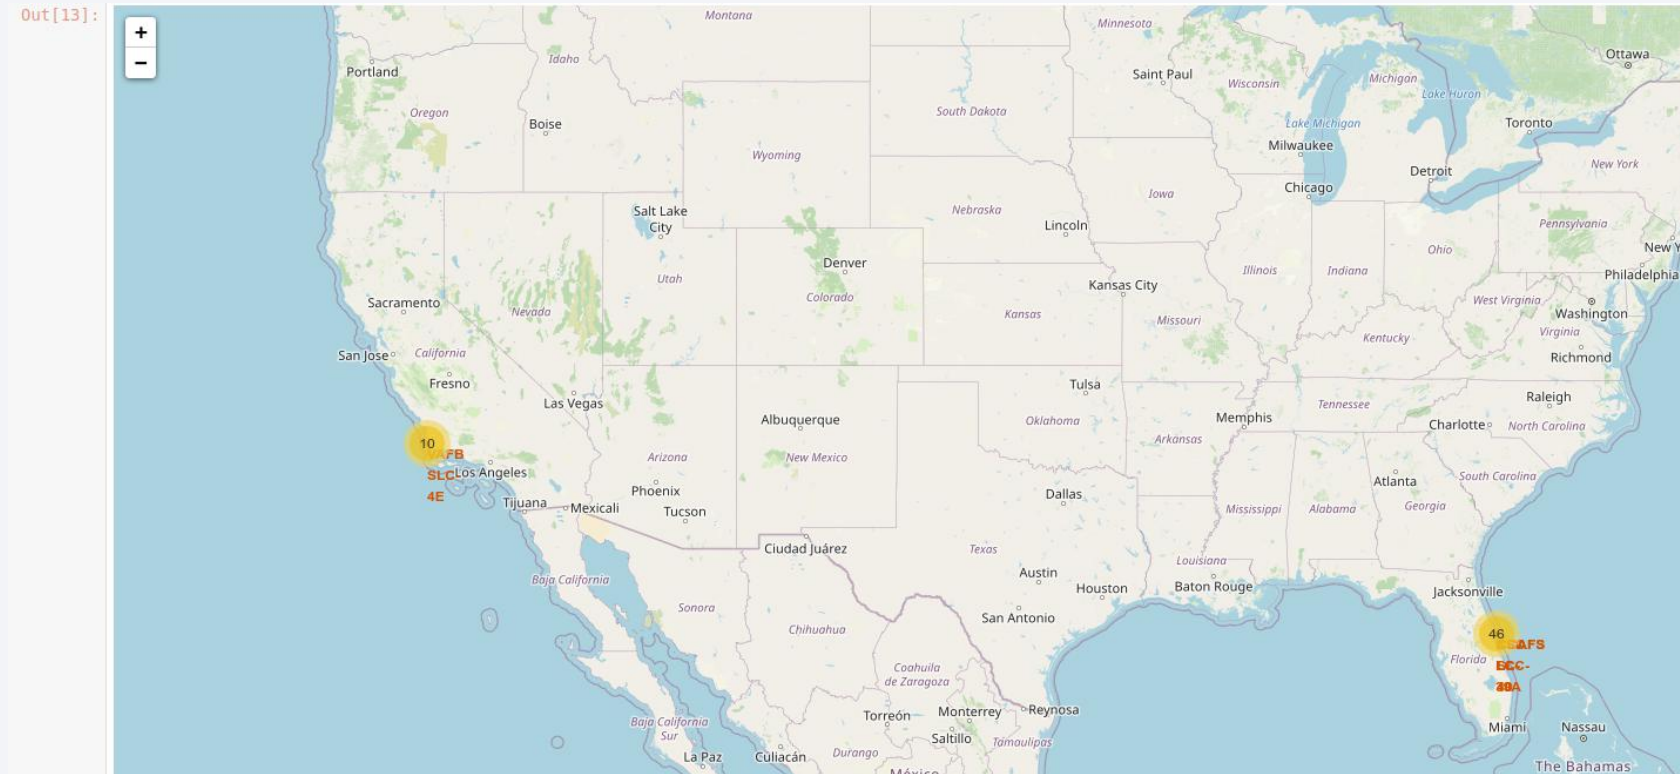 Out[13]:
+
−
Montana
Minnesota
Ottawa
Portland
Idaho
Saint Paul
Wisconsin
Michigan
Lake Huron
Oregon
Boise
South Dakota
Lake Michigan
Toronto
Milwaukee
Wyoming
New York
Detroit
Chicago
Iowa
Salt Lake
City
Nebraska
Lincoln
Pennsylvania
Ohio
New Y
Denver
Utah
Illinois
Indiana
Philadelphia
Colorado
Kansas City
Sacramento
Nevada
Kansas
Missouri
West Virginia
Washington
Virginia
Kentucky
San Jose
California
Richmond
Fresno
Tulsa
Las Vegas
Raleigh
Tennessee
Albuquerque
Oklahoma
Memphis
Charlotte
North Carolina
Arkansas
10
VAFB
SLC-
4E
Los Angeles
Arizona
New Mexico
Phoenix
Atlanta
South Carolina
Dallas
Tijuana
Mexicali
Tucson
Mississippi
Alabama
Georgia
Ciudad Juárez
Texas
Louisiana
Austin
Baja California
Houston
Baton Rouge
Jacksonville
Sonora
San Antonio
Chihuahua
46
Florida
Coahuila
de Zaragoza
Torreón
Monterrey
Reynosa
Baja California
Sur
Saltillo
Tamaulipas
Miami
Nassau
La Paz
Culiacán
Durango
México
The Bahamas